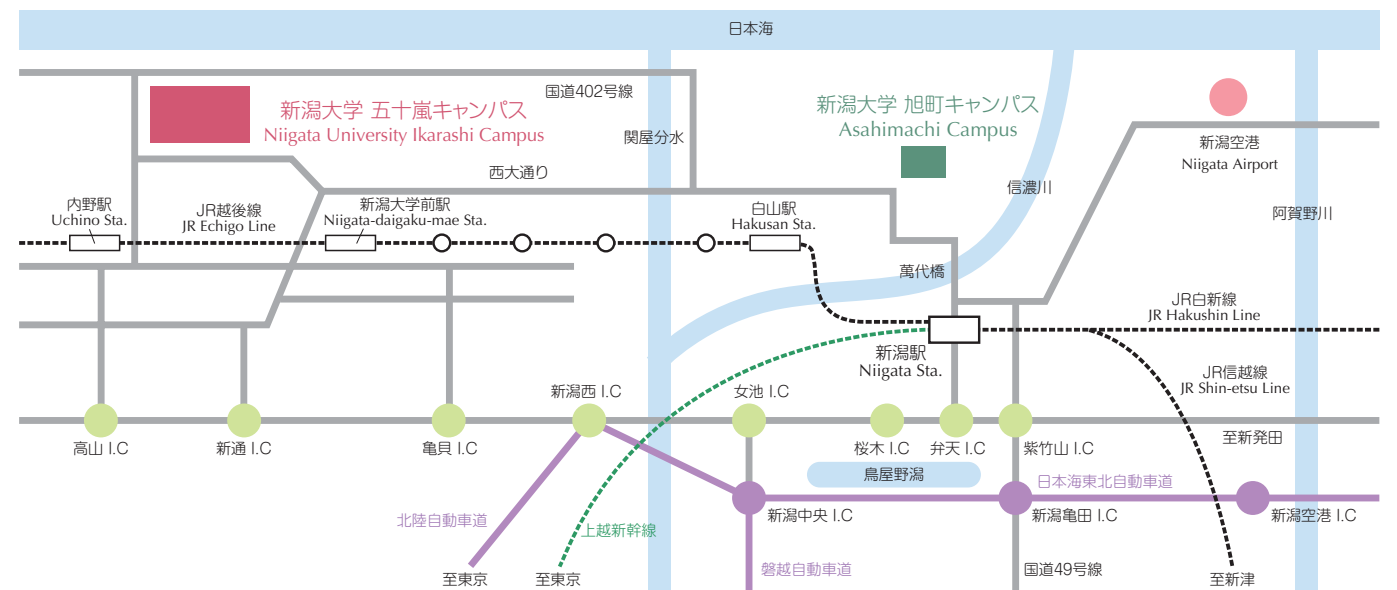 日本海
国道402号線
新潟大学 五十嵐キャンパス
Niigata University Ikarashi Campus
関屋分水
新潟大学 旭町キャンパス
Asahimachi Campus
新潟空港
Niigata Airport
西大通り
信濃川
阿賀野川
内野駅
Uchino Sta.
JR越後線
JR Echigo Line
新潟大学前駅
Niigata-daigaku-mae Sta.
白山駅
Hakusan Sta.
萬代橋
JR白新線
JR Hakushin Line
新潟駅
Niigata Sta.
JR信越線
JR Shin-etsu Line
新潟西 I.C
女池 I.C
高山 I.C
新通 I.C
亀貝 I.C
桜木 I.C
弁天 I.C
紫竹山 I.C
至新発田
鳥屋野潟
日本海東北自動車道
北陸自動車道
上越新幹線
新潟中央 I.C
新潟亀田 I.C
新潟空港 I.C
至東京
至東京
磐越自動車道
国道49号線
至新津